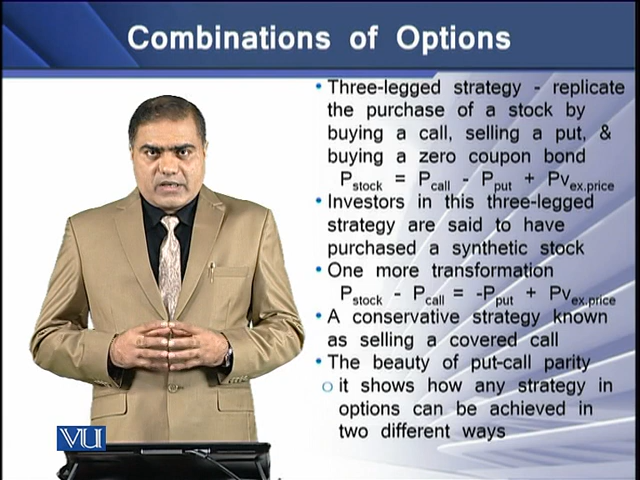 Combinations of Options
• Three-legged strategy - replicate
the purchase of a stock by
buying a call, selling a put, &
buying a zero coupon bond
Pstock = Pcall - Pput + Pvex.price
• Investors in this three-legged
strategy are said to have
purchased a synthetic stock
• One more transformation
Pstock - Pcall = -Pput + Pvex.price
• A conservative strategy known
as selling a covered call
• The beauty of put-call parity
o it shows how any strategy in
options can be achieved in
two different ways
VU